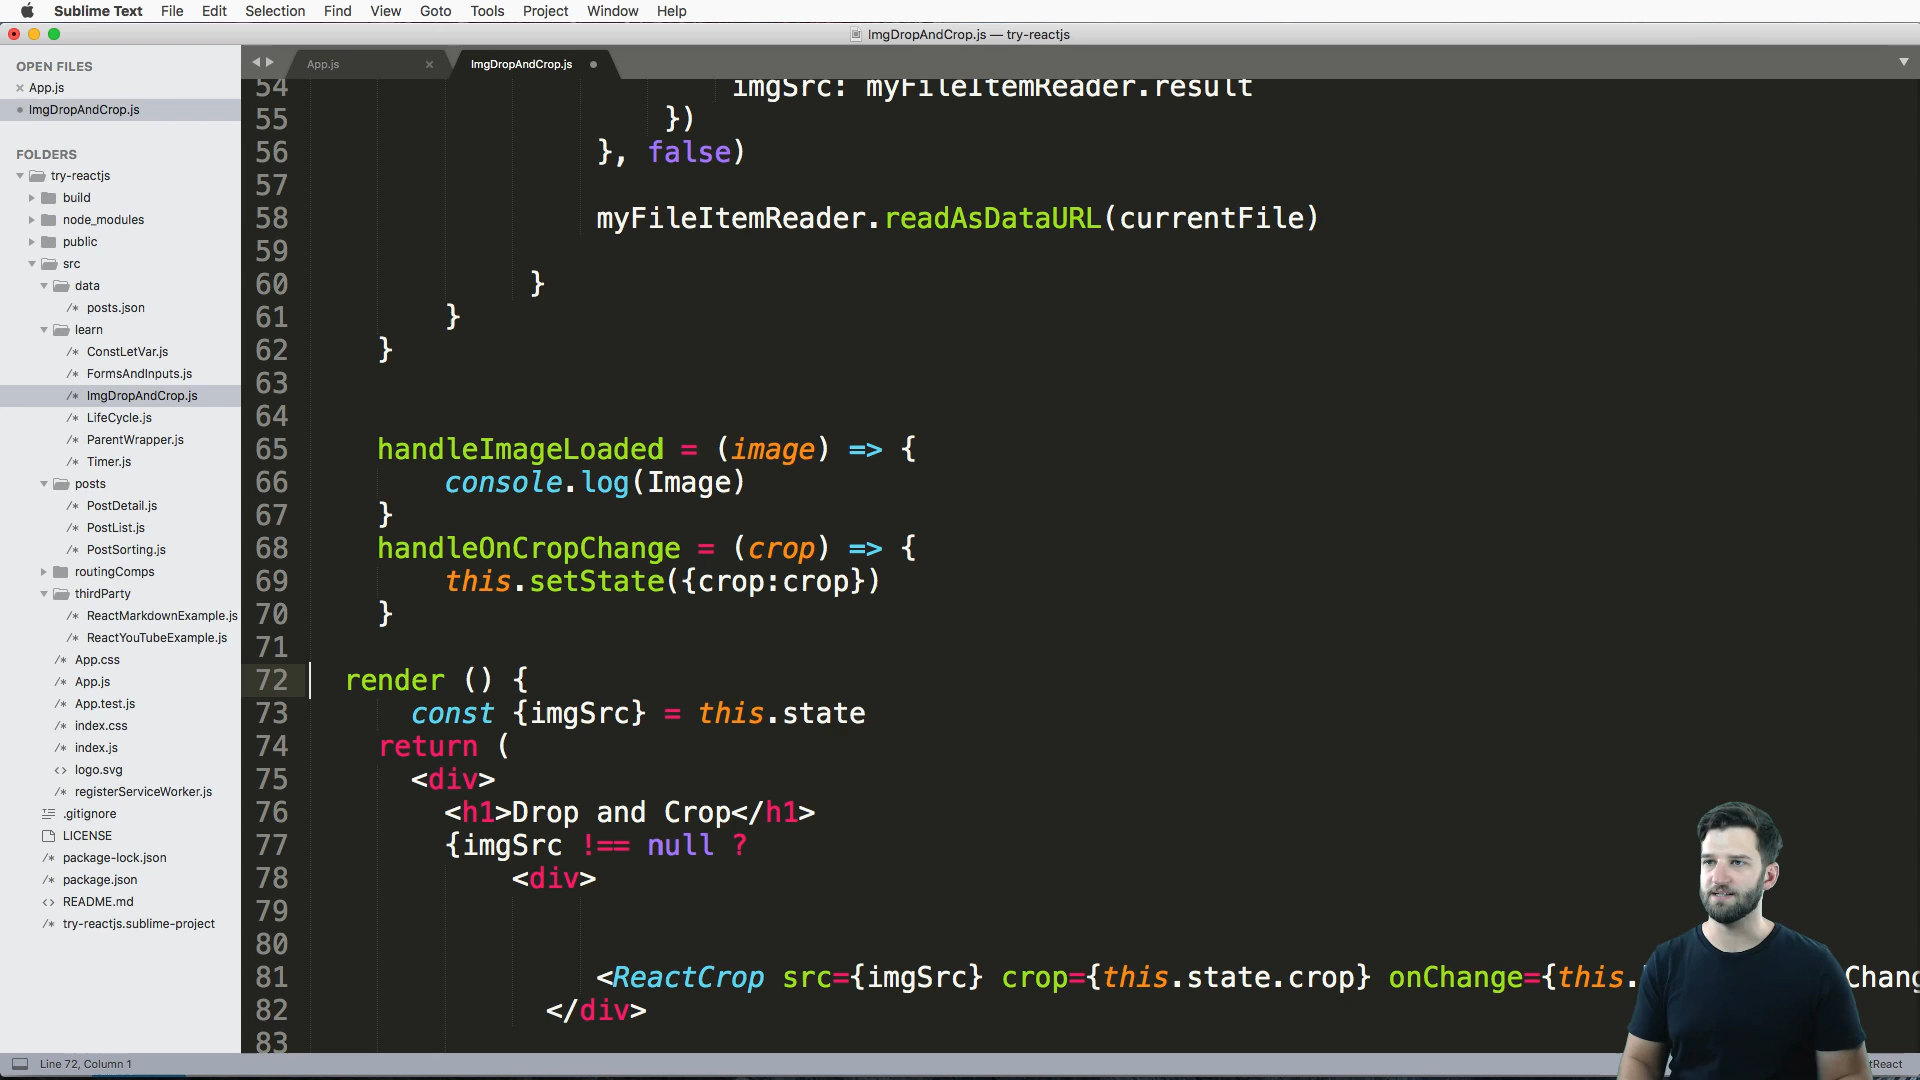 Sublime Text File Edit Selection Find View Goto Tools Project Window Help
ImgDropAndCrop.js — try-reactjs
OPEN FILES
App.js
ImgDropAndCrop.js
FOLDERS
try-reactjs
build
node_modules
public
src
data
/* posts.json
learn
/* ConstLetVar.js
/* FormsAndInputs.js
/* ImgDropAndCrop.js
/* LifeCycle.js
/* ParentWrapper.js
/* Timer.js
posts
/* PostDetail.js
/* PostList.js
/* PostSorting.js
routingComps
thirdParty
/* ReactMarkdownExample.js
/* ReactYouTubeExample.js
/* App.css
/* App.js
/* App.test.js
/* index.css
/* index.js
<> logo.svg
/* registerServiceWorker.js
.gitignore
LICENSE
/* package-lock.json
/* package.json
<> README.md
/* try-reactjs.sublime-project
App.js ImgDropAndCrop.js
54 imgSrc: myFileItemReader.result
55 })
56 }, false)
57
58 myFileItemReader.readAsDataURL(currentFile)
59
60 }
61 }
62 }
63
64
65 handleImageLoaded = (image) => {
66 console.log(Image)
67 }
68 handleOnCropChange = (crop) => {
69 this.setState({crop:crop})
70 }
71
72 render () {
73 const {imgSrc} = this.state
74 return (
75 <div>
76 <h1>Drop and Crop</h1>
77 {imgSrc !== null ?
78 <div>
79
80
81 <ReactCrop src={imgSrc} crop={this.state.crop} onChange={this.
82 </div>
83
Line 72, Column 1